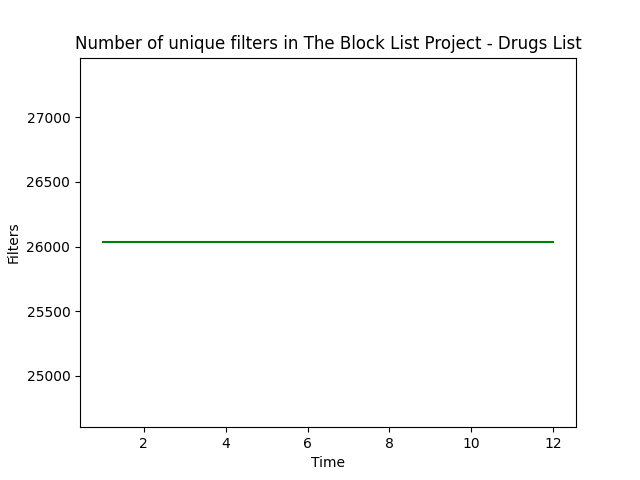 Number of unique filters in The Block List Project - Drugs List
27000
26500
26000
25500
25000
Filters
2 4 6 8 10 12
Time